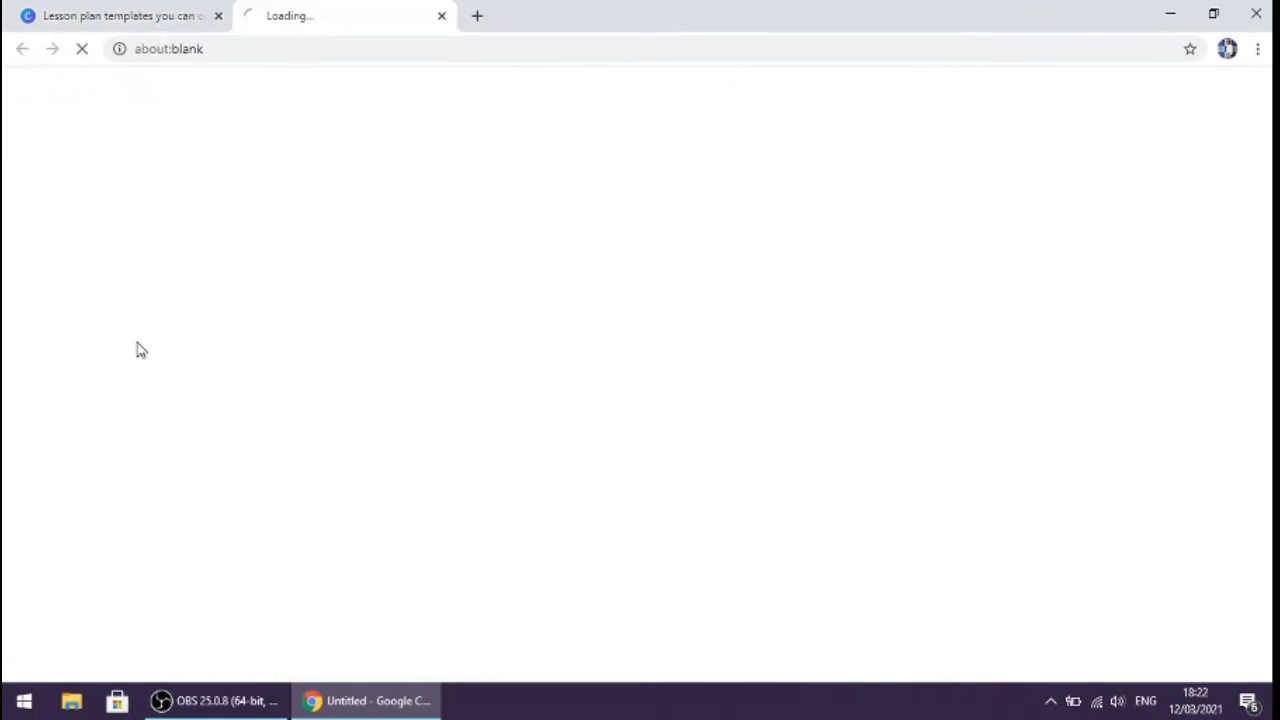 Lesson plan templates you can c
Loading...
about:blank
OBS 25.0.8 (64-bit, ...
Untitled - Google C...
ENG
18:22
12/03/2021
6